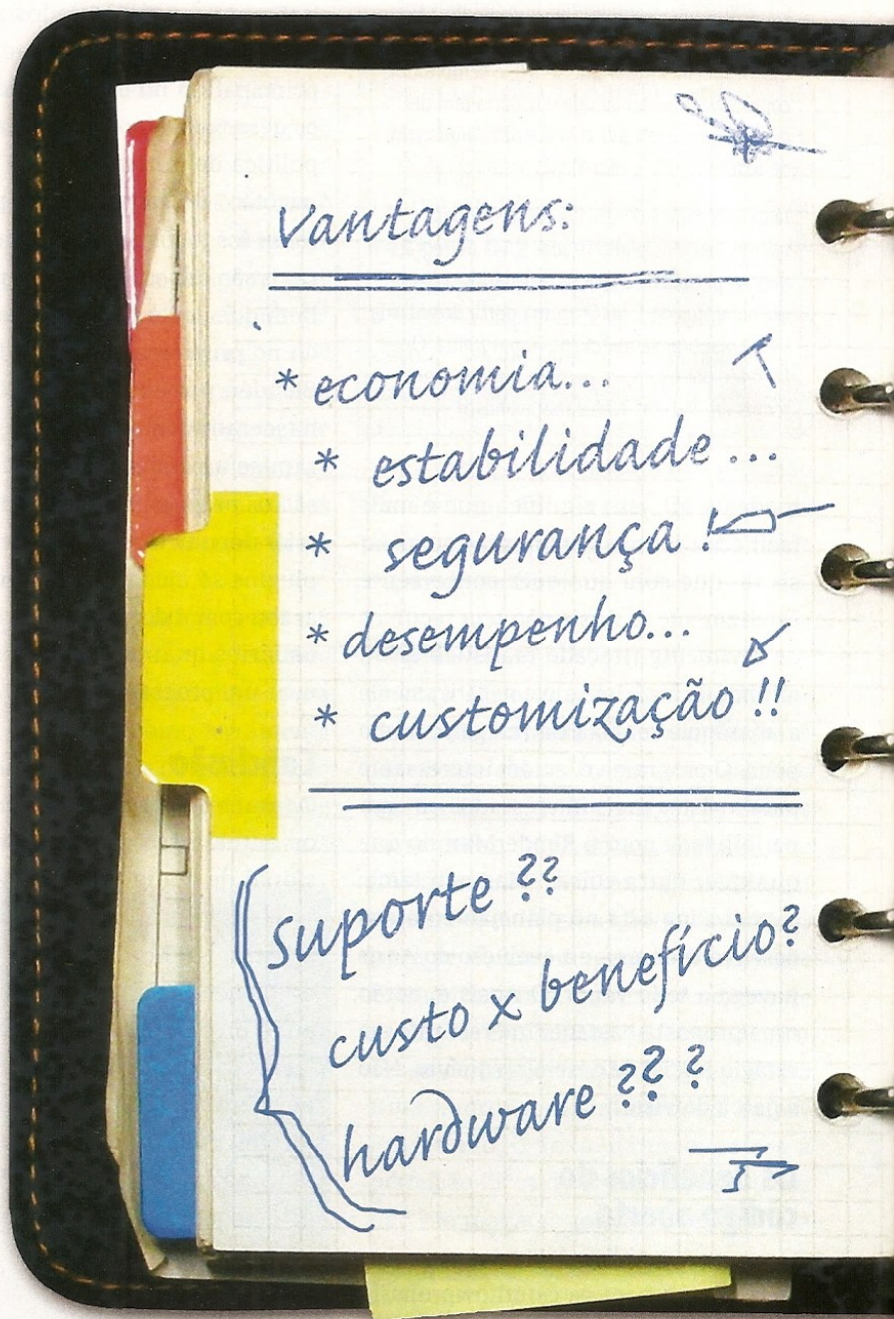 Vantagens:
* economia...
* estabilidade ...
* segurança !
* desempenho...
* customização !!
suporte ??
custo x benefício?
hardware ?? ?